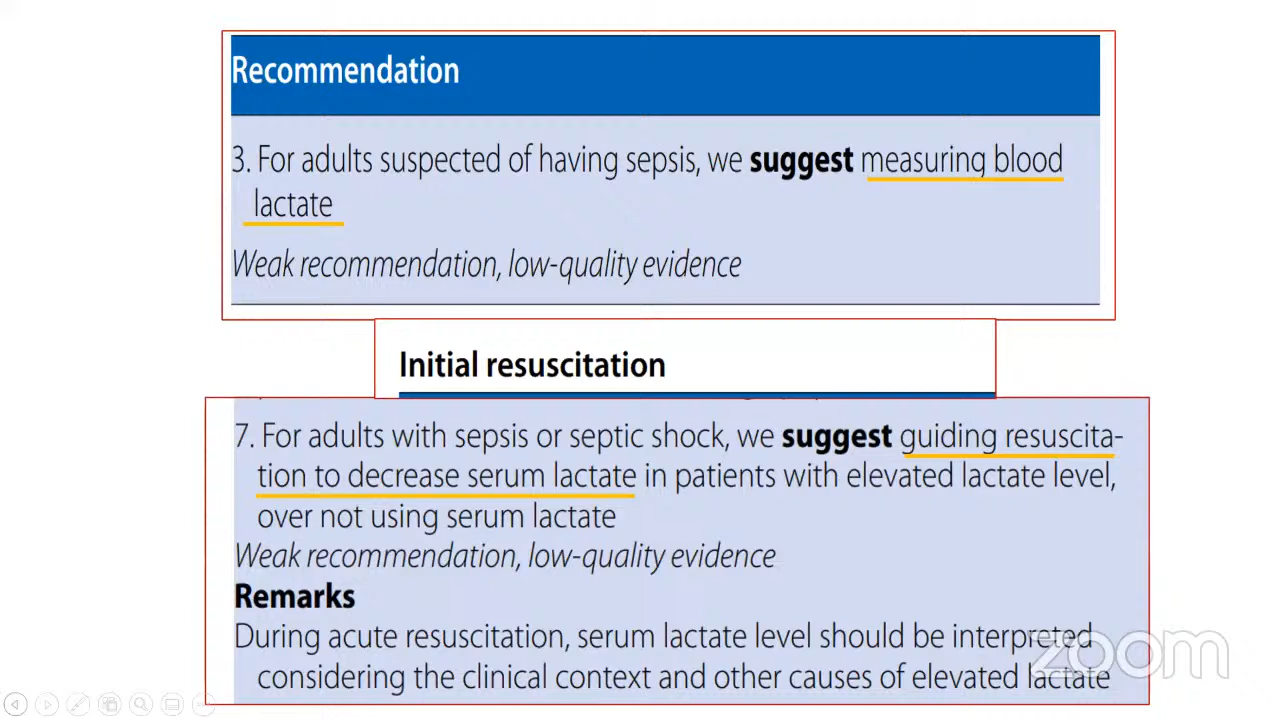 Recommendation
3. For adults suspected of having sepsis, we suggest measuring blood
lactate
Weak recommendation, low-quality evidence
Initial resuscitation
7. For adults with sepsis or septic shock, we suggest guiding resuscita-
tion to decrease serum lactate in patients with elevated lactate level,
over not using serum lactate
Weak recommendation, low-quality evidence
Remarks
During acute resuscitation, serum lactate level should be interpreted
considering the clinical context and other causes of elevated lactate
zoom